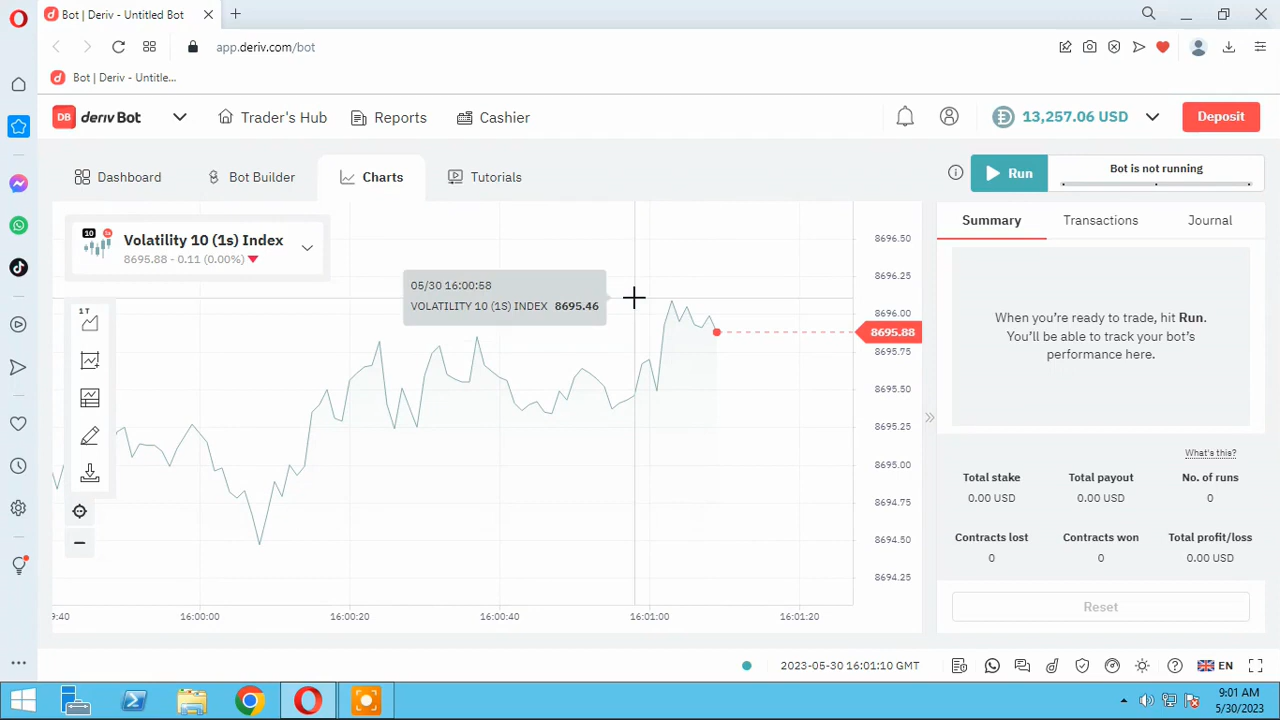 Bot | Deriv - Untitled Bot
app.deriv.com/bot
Bot | Deriv - Untitle...
DB deriv Bot
Trader's Hub
Reports
Cashier
13,257.06 USD
Deposit
Dashboard
Bot Builder
Charts
Tutorials
Run
Bot is not running
10 1s
Volatility 10 (1s) Index
8695.88 - 0.11 (0.00%)
Summary
Transactions
Journal
05/30 16:00:58
VOLATILITY 10 (1S) INDEX 8695.46
1T
8696.50
8696.25
8696.00
8695.88
8695.75
8695.50
8695.25
8695.00
8694.75
8694.50
8694.25
When you're ready to trade, hit Run.
You'll be able to track your bot's
performance here.
What's this?
Total stake
Total payout
No. of runs
0.00 USD
0.00 USD
0
Contracts lost
Contracts won
Total profit/loss
0
0
0.00 USD
Reset
:9:40
16:00:00
16:00:20
16:00:40
16:01:00
16:01:20
2023-05-30 16:01:10 GMT
EN
9:01 AM
5/30/2023